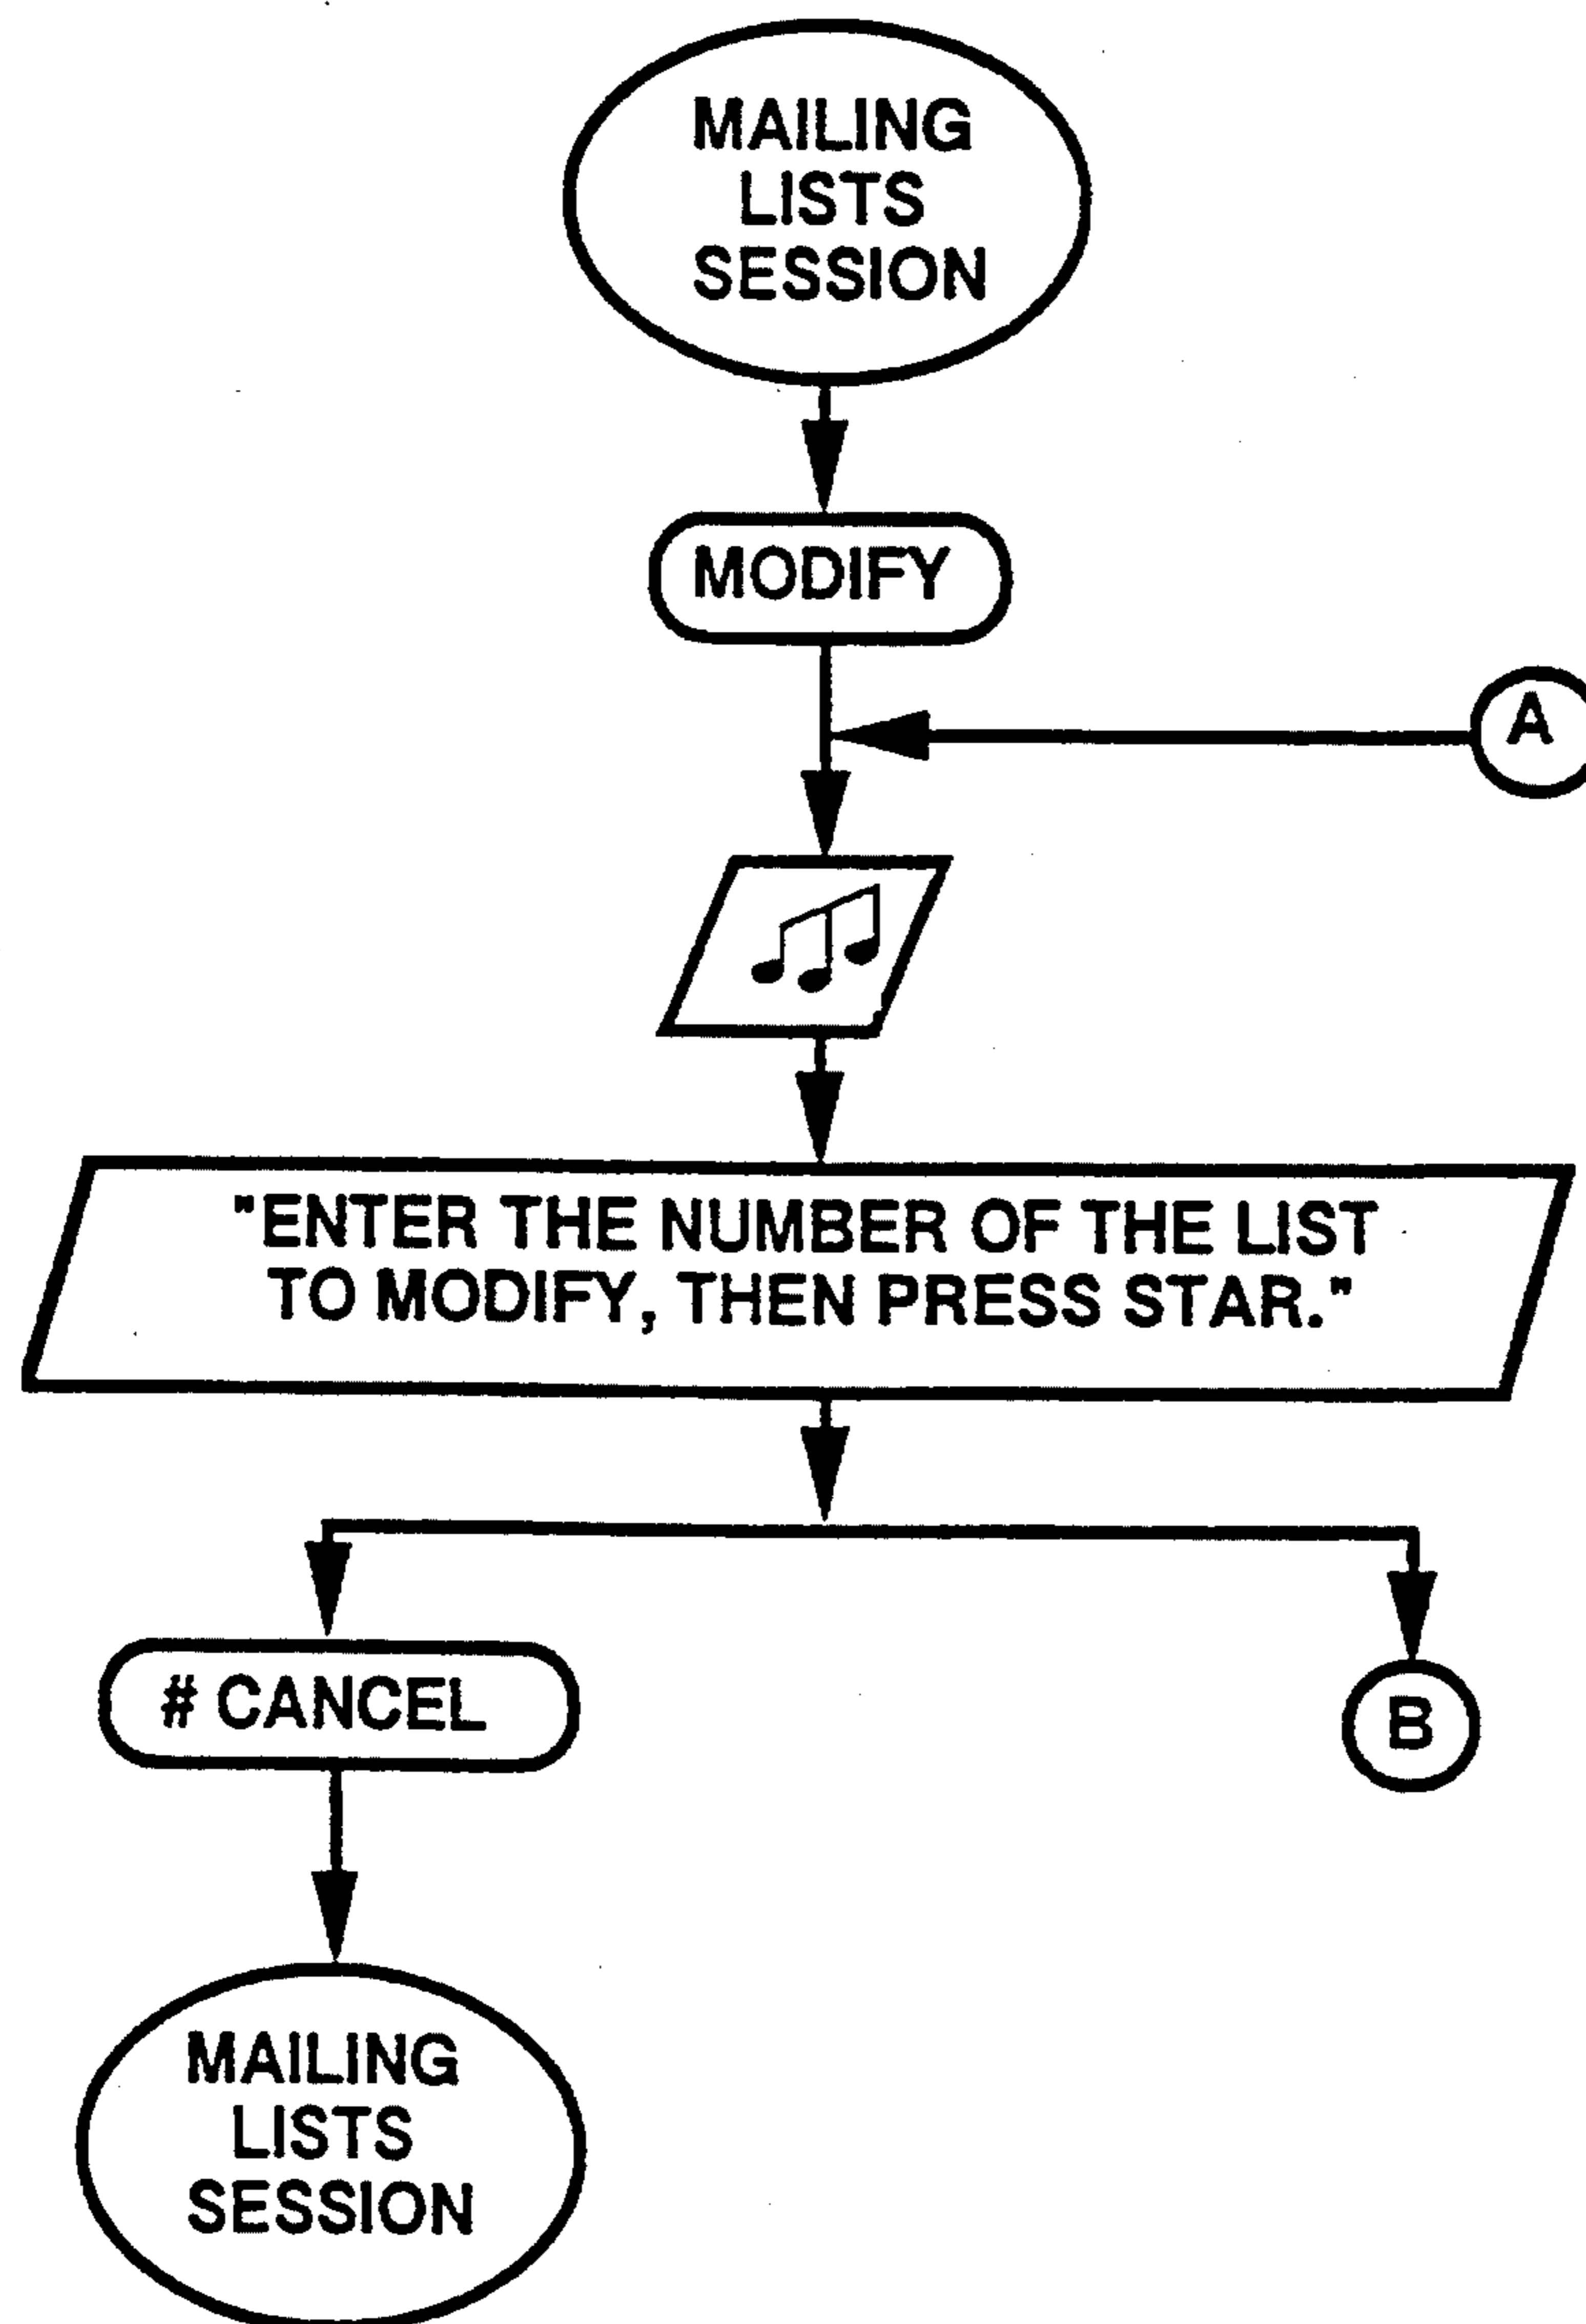 MAILING
LISTS
SESSION
MODIFY
A
"ENTER THE NUMBER OF THE LIST
TO MODIFY, THEN PRESS STAR."
# CANCEL
B
MAILING
LISTS
SESSION